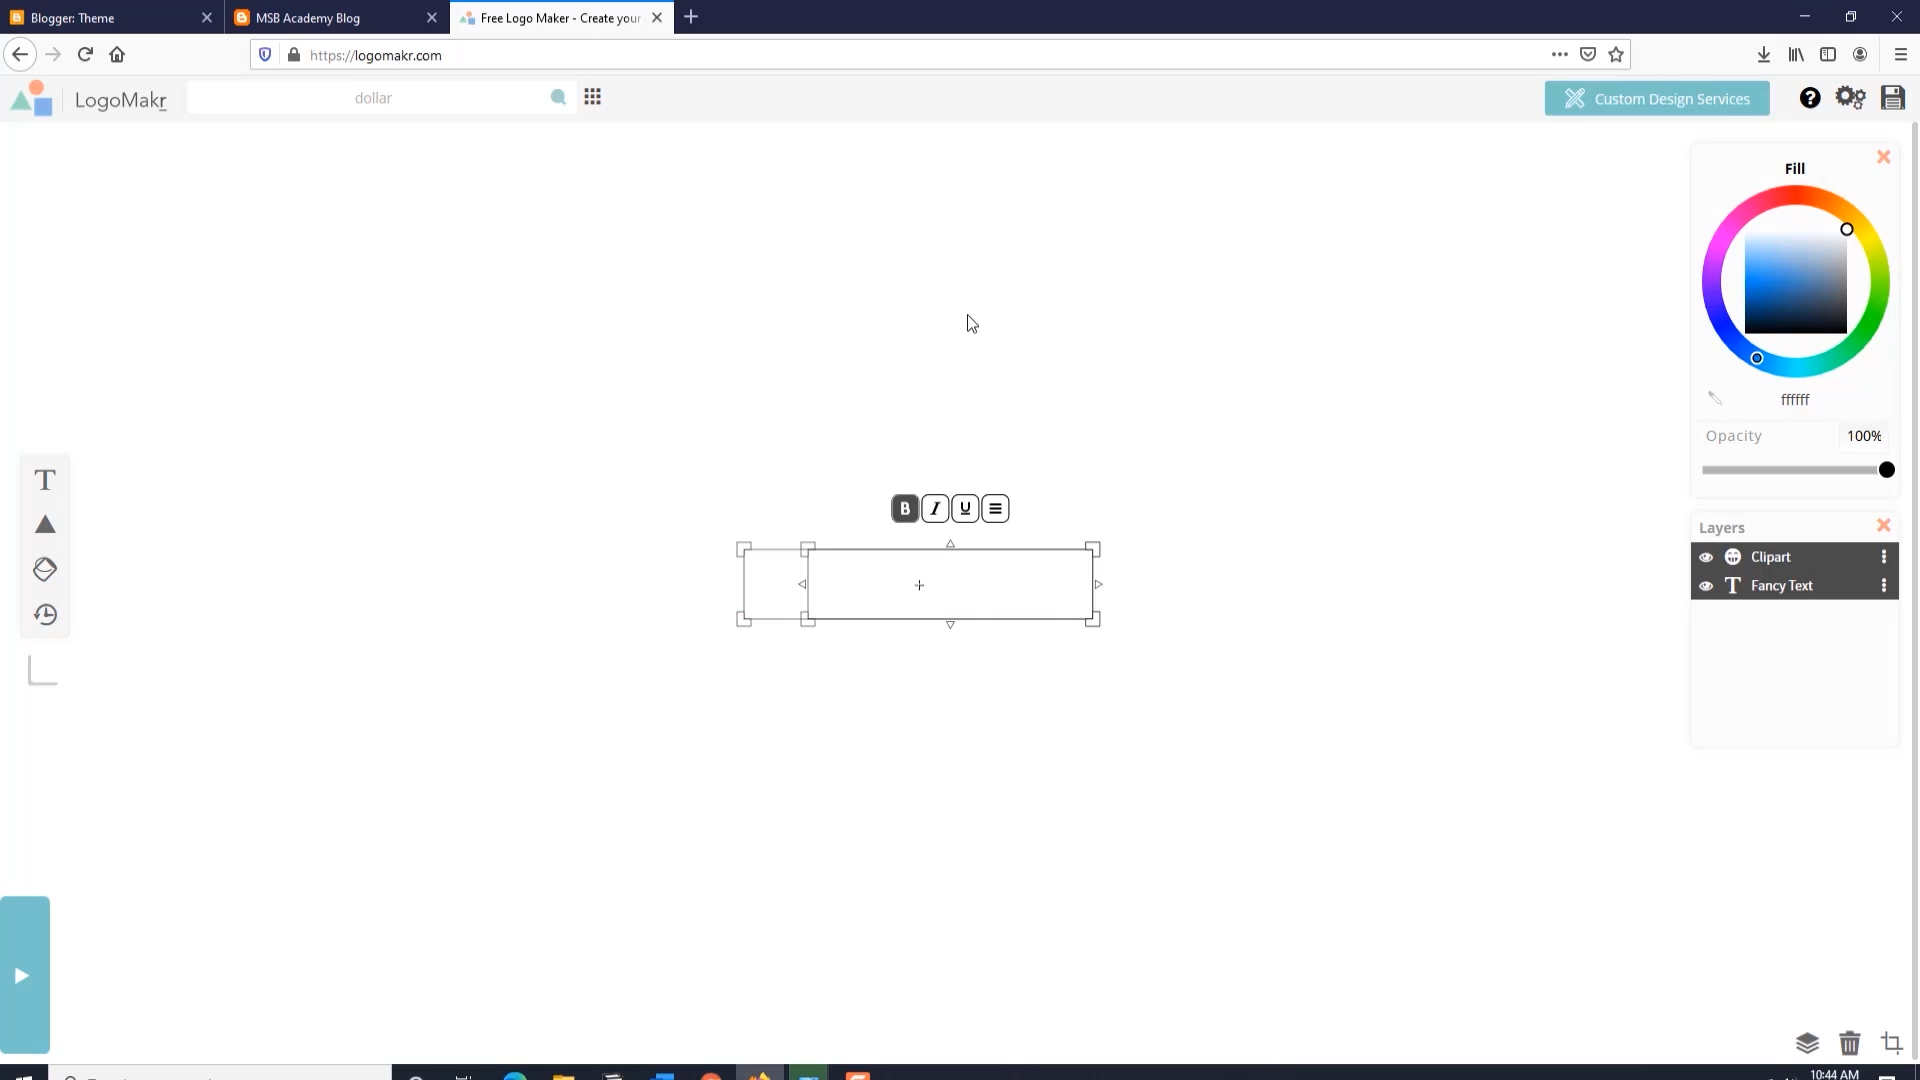 Blogger: Theme
MSB Academy Blog
Free Logo Maker - Create your
https://logomakr.com
LogoMakr
dollar
Custom Design Services
Fill
ffffff
Opacity
100%
B I U
Layers
Clipart
T Fancy Text
T
10:44 AM